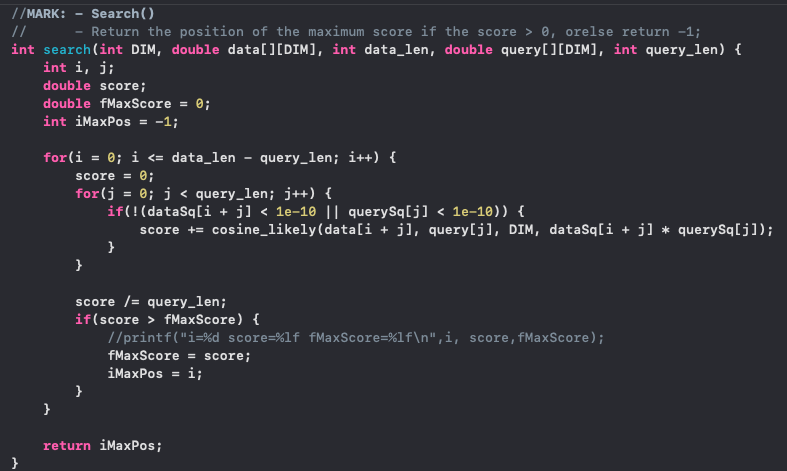 //MARK: - Search()
//      - Return the position of the maximum score if the score > 0, orelse return -1;
int search(int DIM, double data[][DIM], int data_len, double query[][DIM], int query_len) {
    int i, j;
    double score;
    double fMaxScore = 0;
    int iMaxPos = -1;

    for(i = 0; i <= data_len - query_len; i++) {
        score = 0;
        for(j = 0; j < query_len; j++) {
            if(!(dataSq[i + j] < 1e-10 || querySq[j] < 1e-10)) {
                score += cosine_likely(data[i + j], query[j], DIM, dataSq[i + j] * querySq[j]);
            }
        }

        score /= query_len;
        if(score > fMaxScore) {
            //printf("i=%d score=%lf fMaxScore=%lf\n",i, score,fMaxScore);
            fMaxScore = score;
            iMaxPos = i;
        }
    }

    return iMaxPos;
}